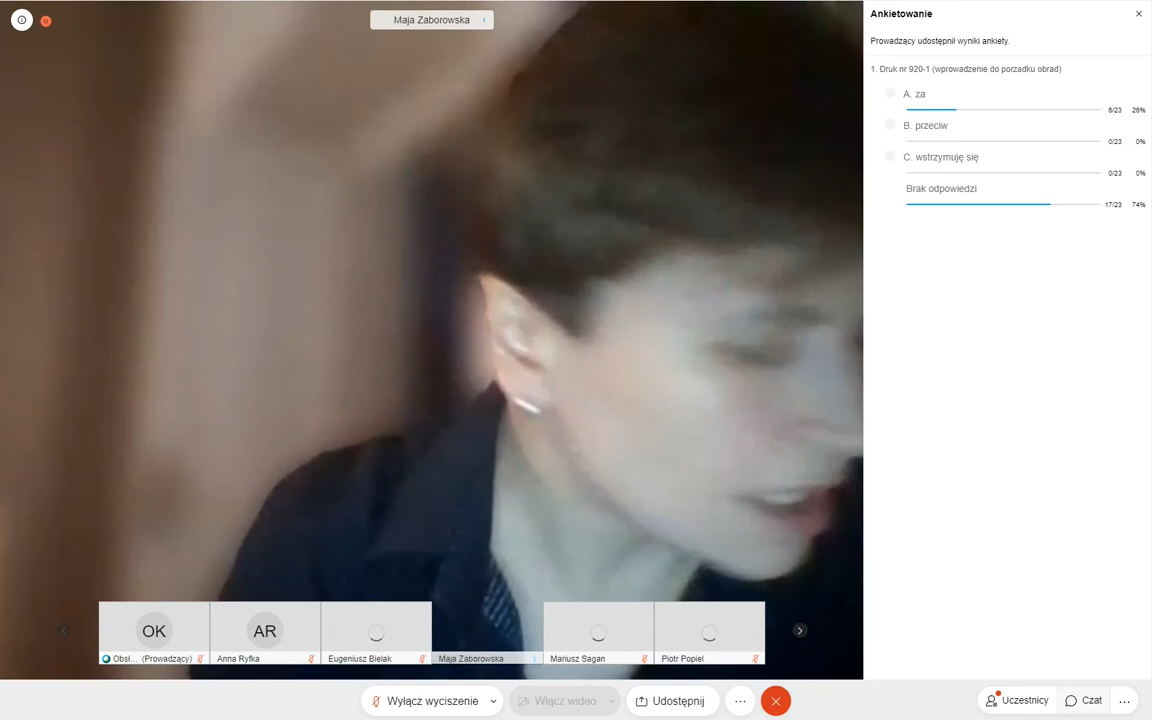 Maja Zaborowska
Ankietowanie
Prowadzący udostępnił wyniki ankiety.
1. Druk nr 920-1 (wprowadzenie do porzadku obrad)
A. za
6/23 26%
B. przeciw
0/23 0%
C. wstrzymuję się
0/23 0%
Brak odpowiedzi
17/23 74%
OK
AR
Obsł... (Prowadzący)
Anna Ryfka
Eugeniusz Bielak
Maja Zaborowska
Mariusz Sagan
Piotr Popiel
Wyłącz wyciszenie
Włącz wideo
Udostępnij
Uczestnicy
Czat